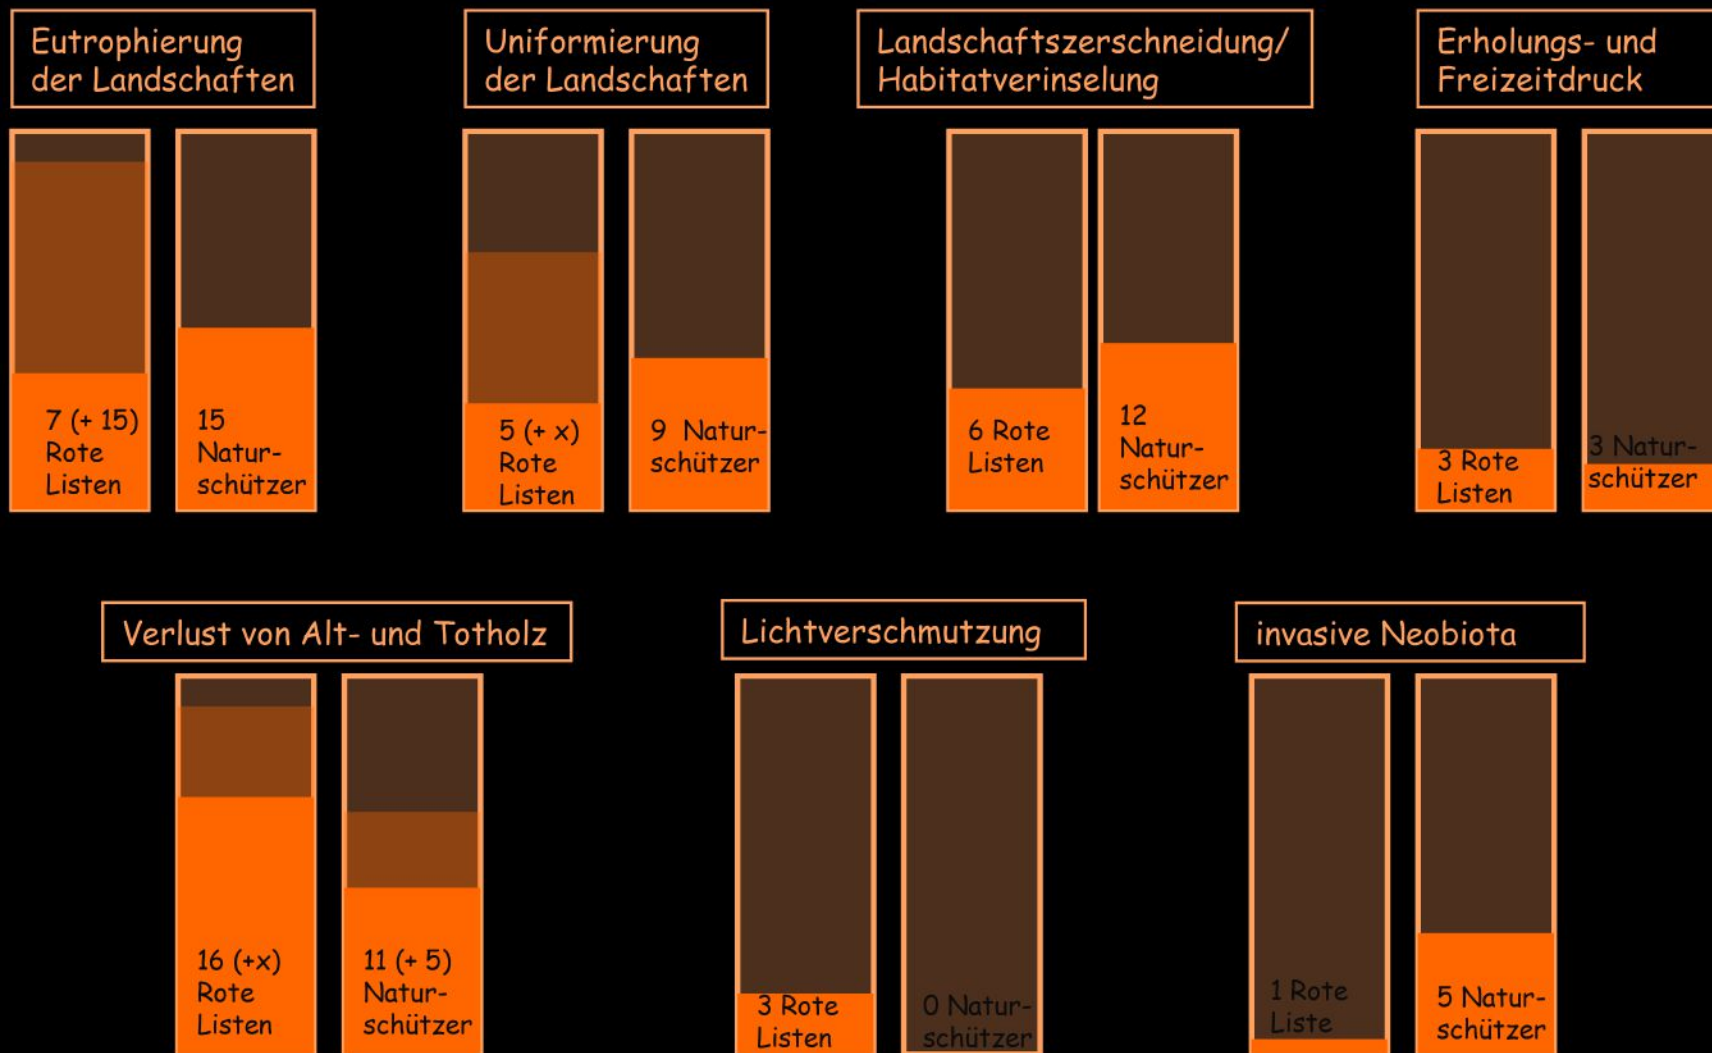 Eutrophierung
der Landschaften
7 (+ 15)
Rote
Listen
15
Natur-
schützer
Uniformierung
der Landschaften
5 (+ x)
Rote
Listen
9 Natur-
schützer
Landschaftszerschneidung/
Habitatverinselung
6 Rote
Listen
12
Natur-
schützer
Erholungs- und
Freizeitdruck
3 Rote
Listen
3 Natur-
schützer
Verlust von Alt- und Totholz
16 (+x)
Rote
Listen
11 (+ 5)
Natur-
schützer
Lichtverschmutzung
3 Rote
Listen
0 Natur-
schützer
invasive Neobiota
1 Rote
Liste
5 Natur-
schützer